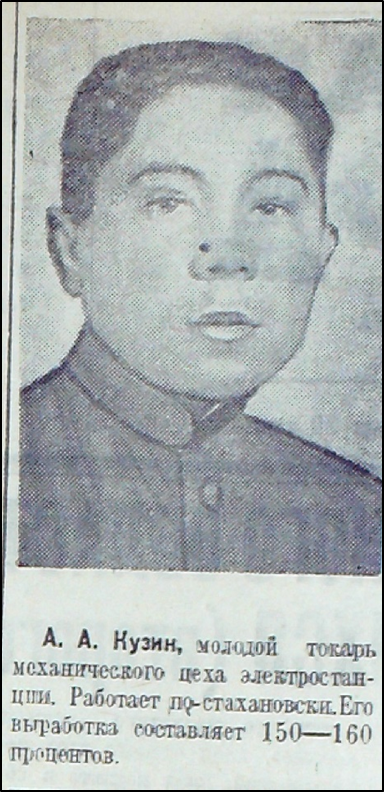 А. А. Кузин, молодой токарь
механического цеха электростан-
ции. Работает по-стахановски. Его
выработка составляет 150—160
процентов.